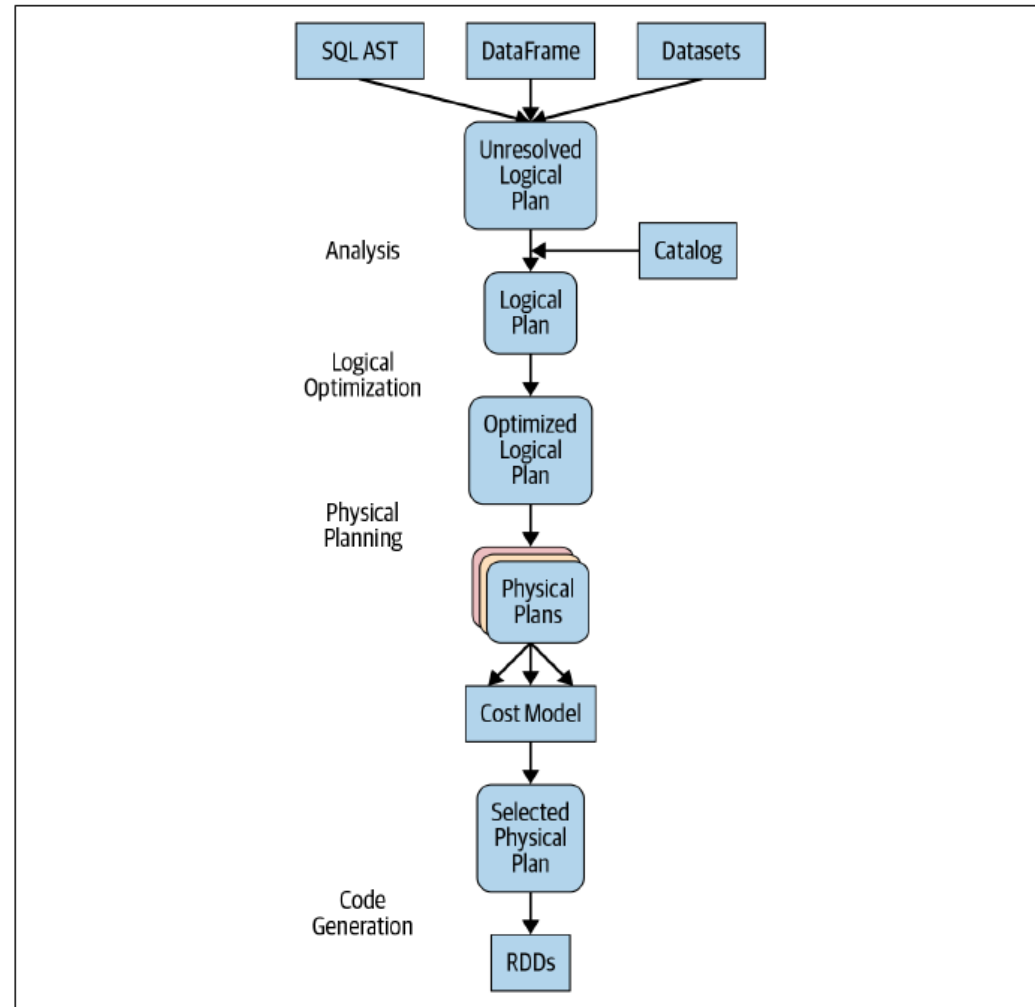 SQL AST
DataFrame
Datasets
Unresolved
Logical
Plan
Analysis
Catalog
Logical
Plan
Logical
Optimization
Optimized
Logical
Plan
Physical
Planning
Physical
Plans
Cost Model
Selected
Physical
Plan
Code
Generation
RDDs